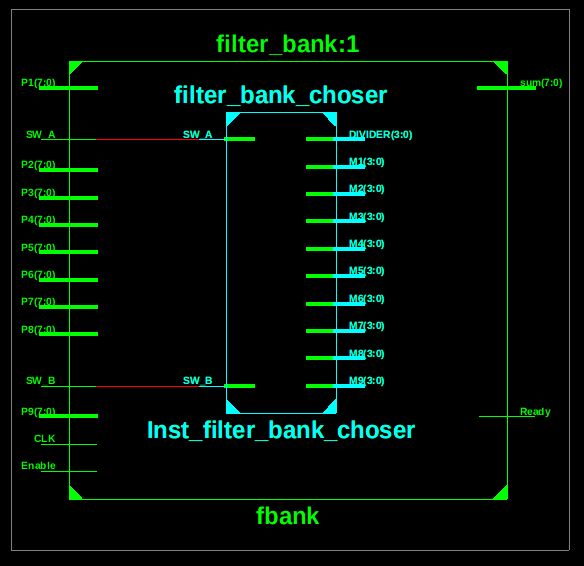 filter_bank:1
P1(7:0) sum(7:0)
filter_bank_choser
SW_A SW_A DIVIDER(3:0)
P2(7:0) M1(3:0)
P3(7:0) M2(3:0)
P4(7:0) M3(3:0)
P5(7:0) M4(3:0)
P6(7:0) M5(3:0)
P7(7:0) M6(3:0)
P8(7:0) M7(3:0)
M8(3:0)
SW_B SW_B M9(3:0)
P9(7:0) Ready
Inst_filter_bank_choser
CLK
Enable
fbank